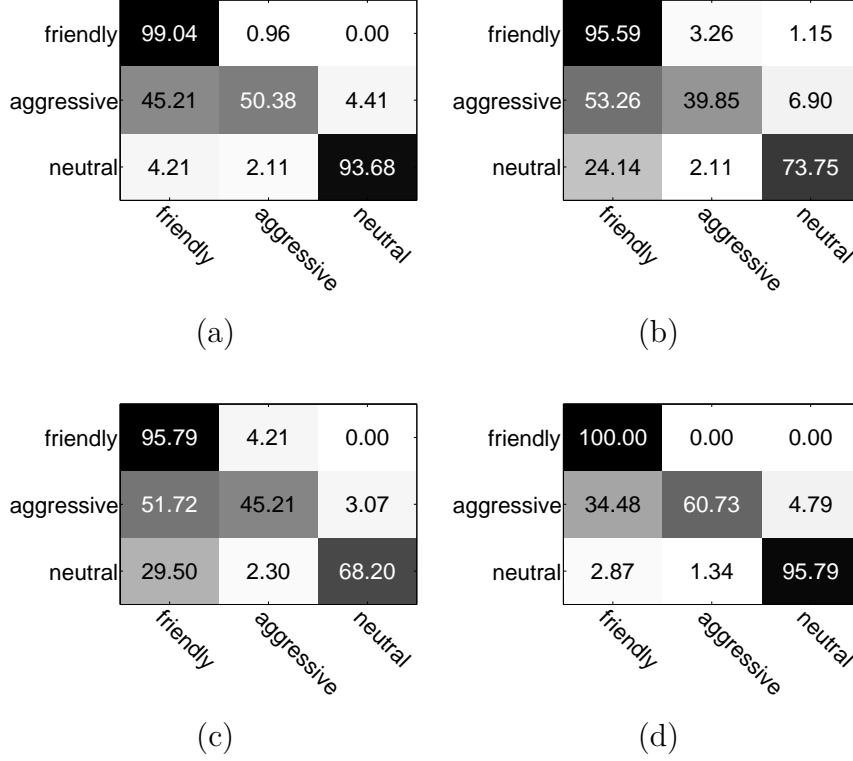 friendly 99.04 0.96 0.00
aggressive 45.21 50.38 4.41
neutral 4.21 2.11 93.68
friendly aggressive neutral
(a)
friendly 95.59 3.26 1.15
aggressive 53.26 39.85 6.90
neutral 24.14 2.11 73.75
friendly aggressive neutral
(b)
friendly 95.79 4.21 0.00
aggressive 51.72 45.21 3.07
neutral 29.50 2.30 68.20
friendly aggressive neutral
(c)
friendly 100.00 0.00 0.00
aggressive 34.48 60.73 4.79
neutral 2.87 1.34 95.79
friendly aggressive neutral
(d)